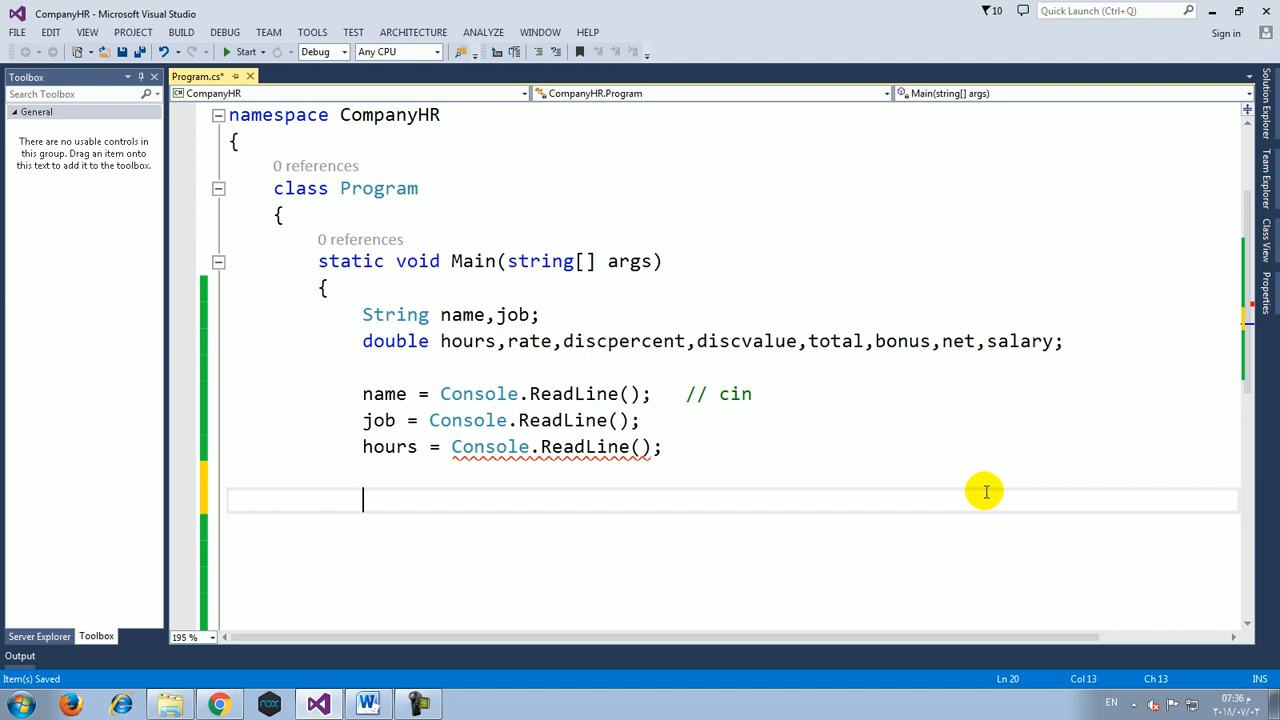 CompanyHR - Microsoft Visual Studio
10
Quick Launch (Ctrl+Q)
FILE EDIT VIEW PROJECT BUILD DEBUG TEAM TOOLS TEST ARCHITECTURE ANALYZE WINDOW HELP
Sign in
Start Debug Any CPU
Toolbox
Search Toolbox
General
There are no usable controls in this group. Drag an item onto this text to add it to the toolbox.
Server Explorer Toolbox
Program.cs*
CompanyHR CompanyHR.Program Main(string[] args)
namespace CompanyHR
{
0 references
class Program
{
0 references
static void Main(string[] args)
{
String name,job;
double hours,rate,discpercent,discvalue,total,bonus,net,salary;
name = Console.ReadLine(); // cin
job = Console.ReadLine();
hours = Console.ReadLine();
195 %
Solution Explorer
Team Explorer
Class View
Properties
Output
Item(s) Saved Ln 20 Col 13 Ch 13 INS
EN
07:36 م
٢٠١٨/٠٧/٠٢